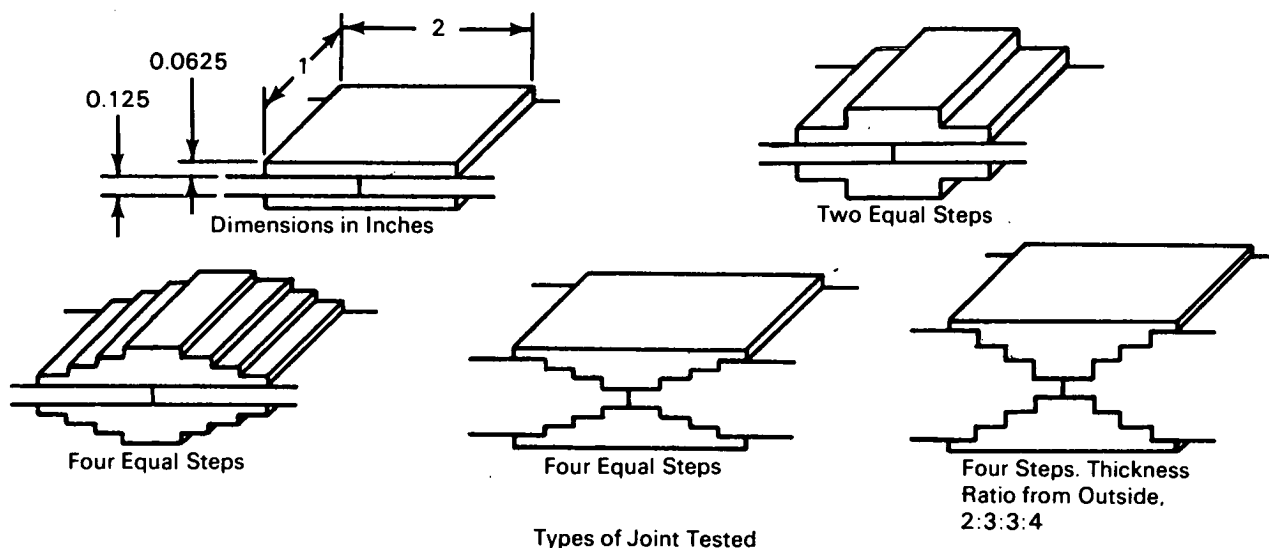 2
1
0.0625
0.125
Dimensions in Inches
Two Equal Steps
Four Equal Steps
Four Equal Steps
Four Steps. Thickness
Ratio from Outside,
2:3:3:4
Types of Joint Tested